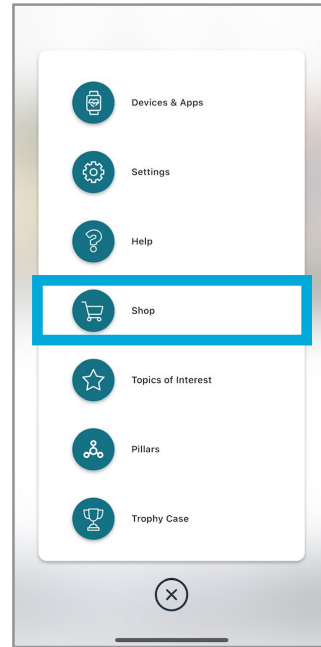 Devices & Apps
Settings
Help
Shop
Topics of Interest
Pillars
Trophy Case